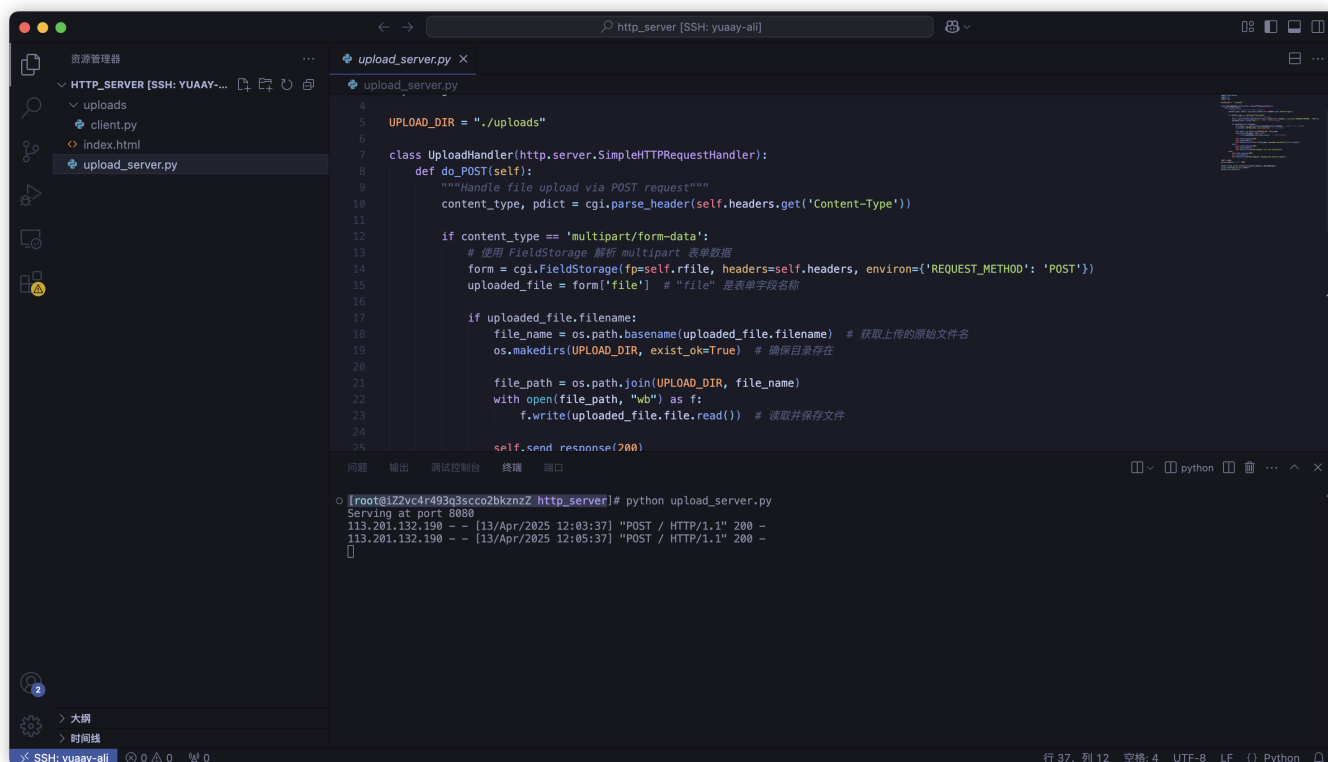 http_server [SSH: yuaay-ali]
资源管理器
HTTP_SERVER [SSH: YUAAY-...
uploads
client.py
index.html
upload_server.py
upload_server.py
upload_server.py
4
5 UPLOAD_DIR = "./uploads"
6
7 class UploadHandler(http.server.SimpleHTTPRequestHandler):
8 def do_POST(self):
9 """Handle file upload via POST request"""
10 content_type, pdict = cgi.parse_header(self.headers.get('Content-Type'))
11
12 if content_type == 'multipart/form-data':
13 # 使用 FieldStorage 解析 multipart 表单数据
14 form = cgi.FieldStorage(fp=self.rfile, headers=self.headers, environ={'REQUEST_METHOD': 'POST'})
15 uploaded_file = form['file'] # "file" 是表单字段名称
16
17 if uploaded_file.filename:
18 file_name = os.path.basename(uploaded_file.filename) # 获取上传的原始文件名
19 os.makedirs(UPLOAD_DIR, exist_ok=True) # 确保目录存在
20
21 file_path = os.path.join(UPLOAD_DIR, file_name)
22 with open(file_path, "wb") as f:
23 f.write(uploaded_file.file.read()) # 读取并保存文件
24
25 self.send_response(200)
问题 输出 调试控制台 终端 端口
python
[root@iZ2vc4r493q3scco2bkznzZ http_server]# python upload_server.py
Serving at port 8080
113.201.132.190 - - [13/Apr/2025 12:03:37] "POST / HTTP/1.1" 200 -
113.201.132.190 - - [13/Apr/2025 12:05:37] "POST / HTTP/1.1" 200 -
2
大纲
时间线
SSH: yuaay-ali 0 0 0 行 37, 列 12 空格: 4 UTF-8 LF {} Python